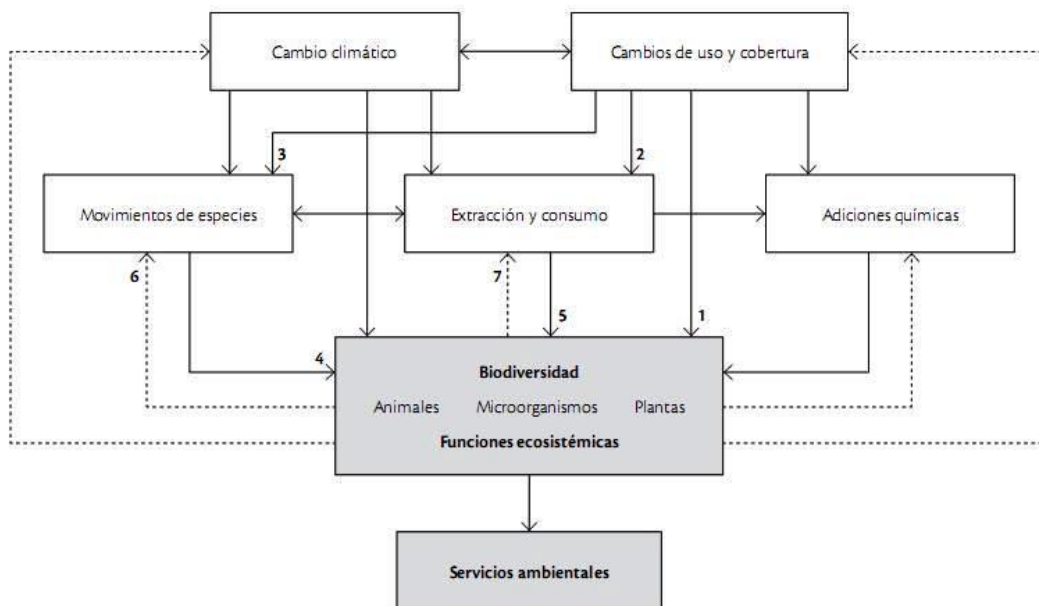 Cambio climático
Cambios de uso y cobertura
3
2
Movimientos de especies
Extracción y consumo
Adiciones químicas
6
7
5
1
4
Biodiversidad
Animales Microorganismos Plantas
Funciones ecosistémicas
Servicios ambientales